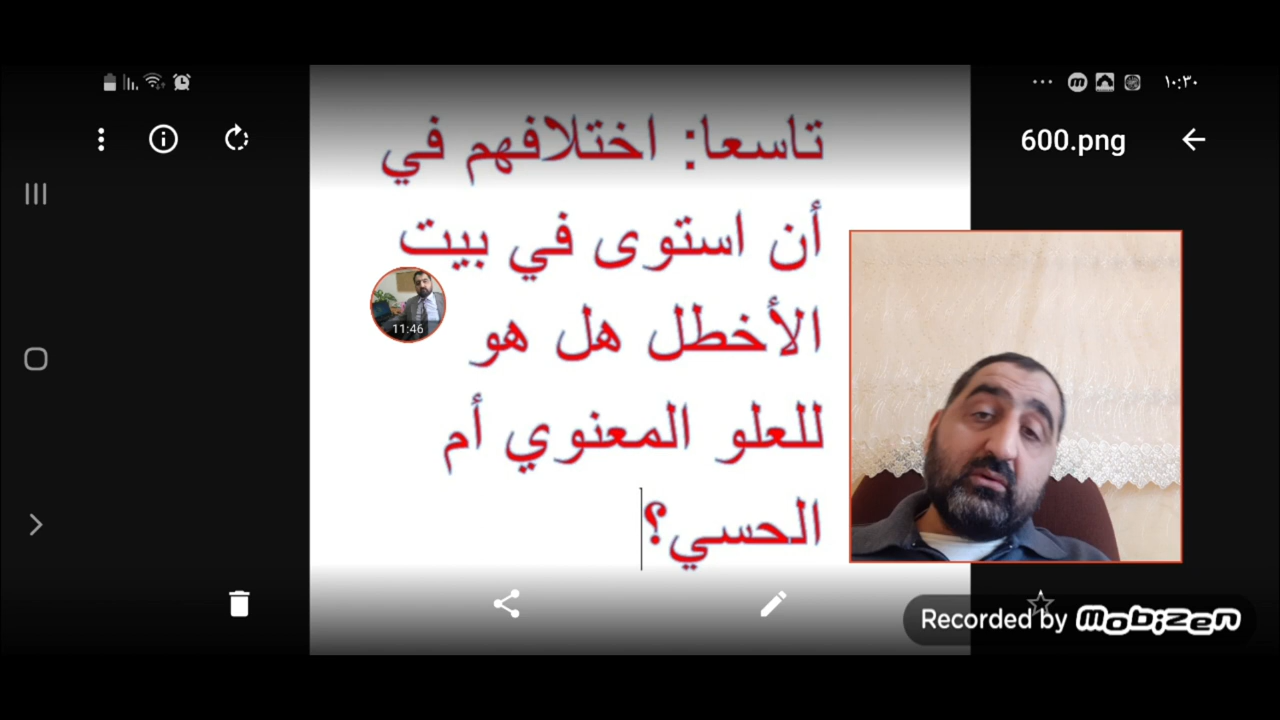 ١٠:٣٠
600.png
تاسعا: اختلافهم في
أن استوى في بيت
الأخطل هل هو
للعلو المعنوي أم
الحسي؟
11:46
Recorded by Mobizen